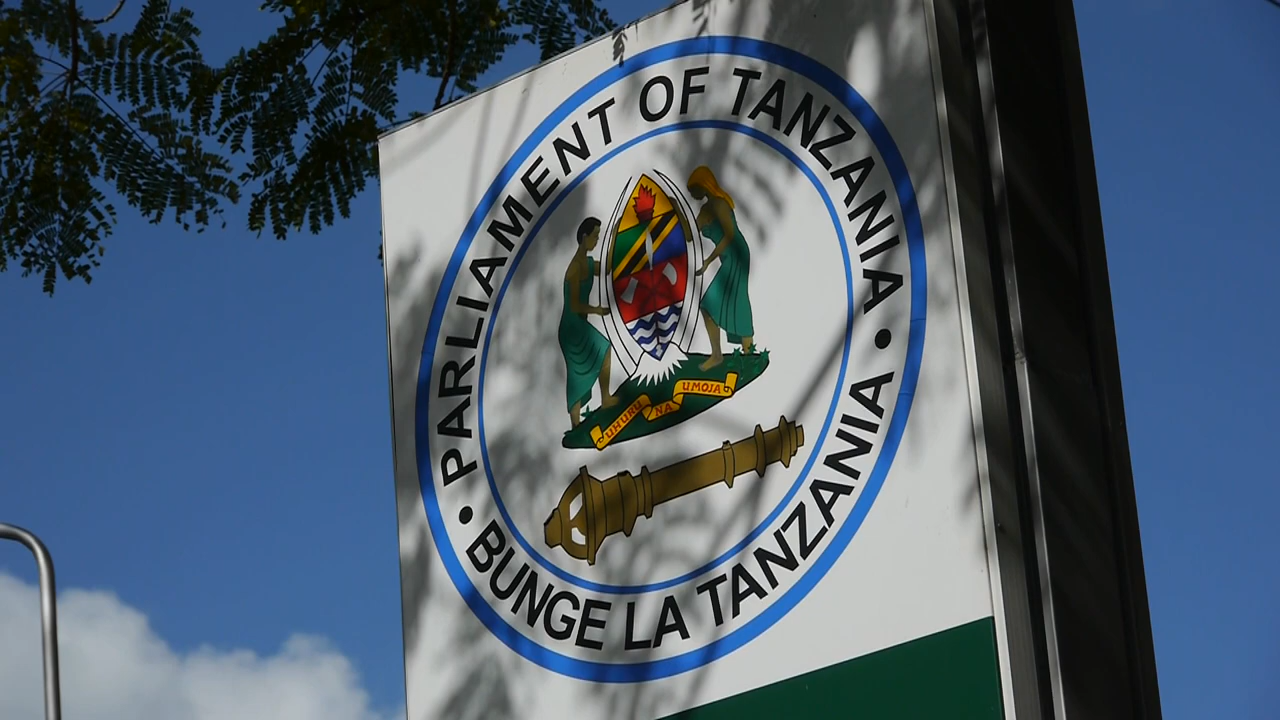 PARLIAMENT OF TANZANIA
UHURU NA UMOJA
• BUNGE LA TANZANIA •